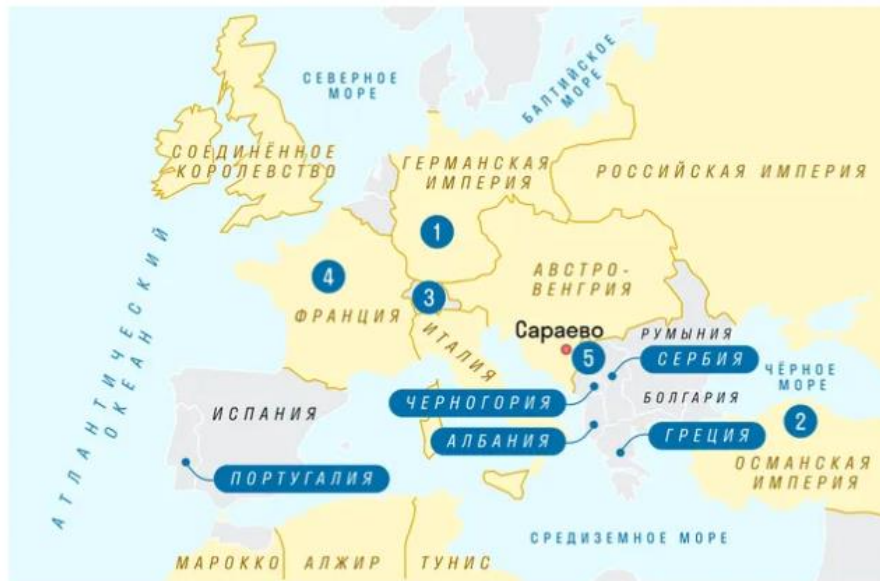 СЕВЕРНОЕ
МОРЕ
БАЛТИЙСКОЕ
МОРЕ
СОЕДИНЁННОЕ
КОРОЛЕВСТВО
ГЕРМАНСКАЯ
ИМПЕРИЯ
РОССИЙСКАЯ ИМПЕРИЯ
1
АТЛАНТИЧЕСКИЙ
ОКЕАН
4
ФРАНЦИЯ
3
АВСТРО-
ВЕНГРИЯ
ИТАЛИЯ
Сараево
5
РУМЫНИЯ
СЕРБИЯ
ЧЁРНОЕ
МОРЕ
ЧЕРНОГОРИЯ
БОЛГАРИЯ
2
ИСПАНИЯ
АЛБАНИЯ
ГРЕЦИЯ
ПОРТУГАЛИЯ
ОСМАНСКАЯ
ИМПЕРИЯ
СРЕДИЗЕМНОЕ МОРЕ
МАРОККО
АЛЖИР
ТУНИС